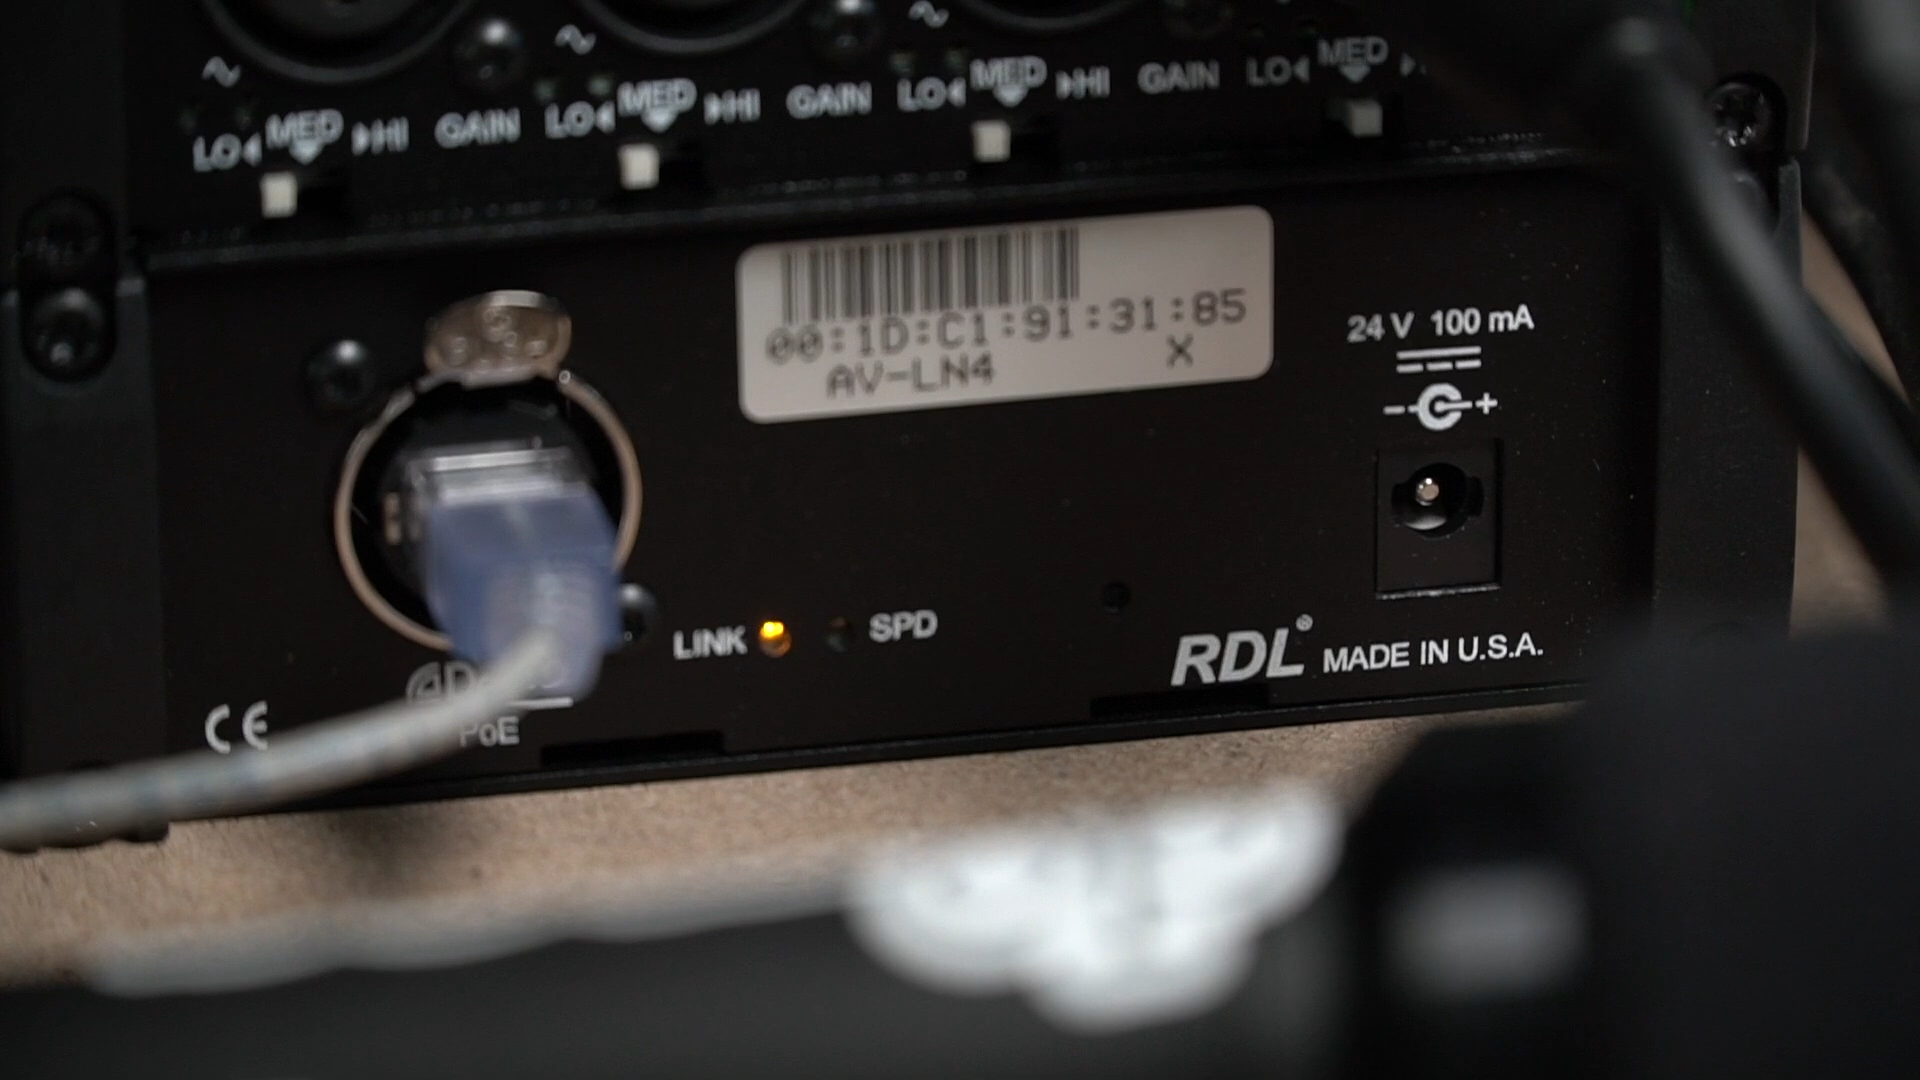 LO MED HI GAIN LO MED HI GAIN LO MED HI GAIN LO MED
00:1D:C1:91:31:85
AV-LN4 X
24 V 100 mA
- +
LINK SPD
RDL® MADE IN U.S.A.
CE PoE